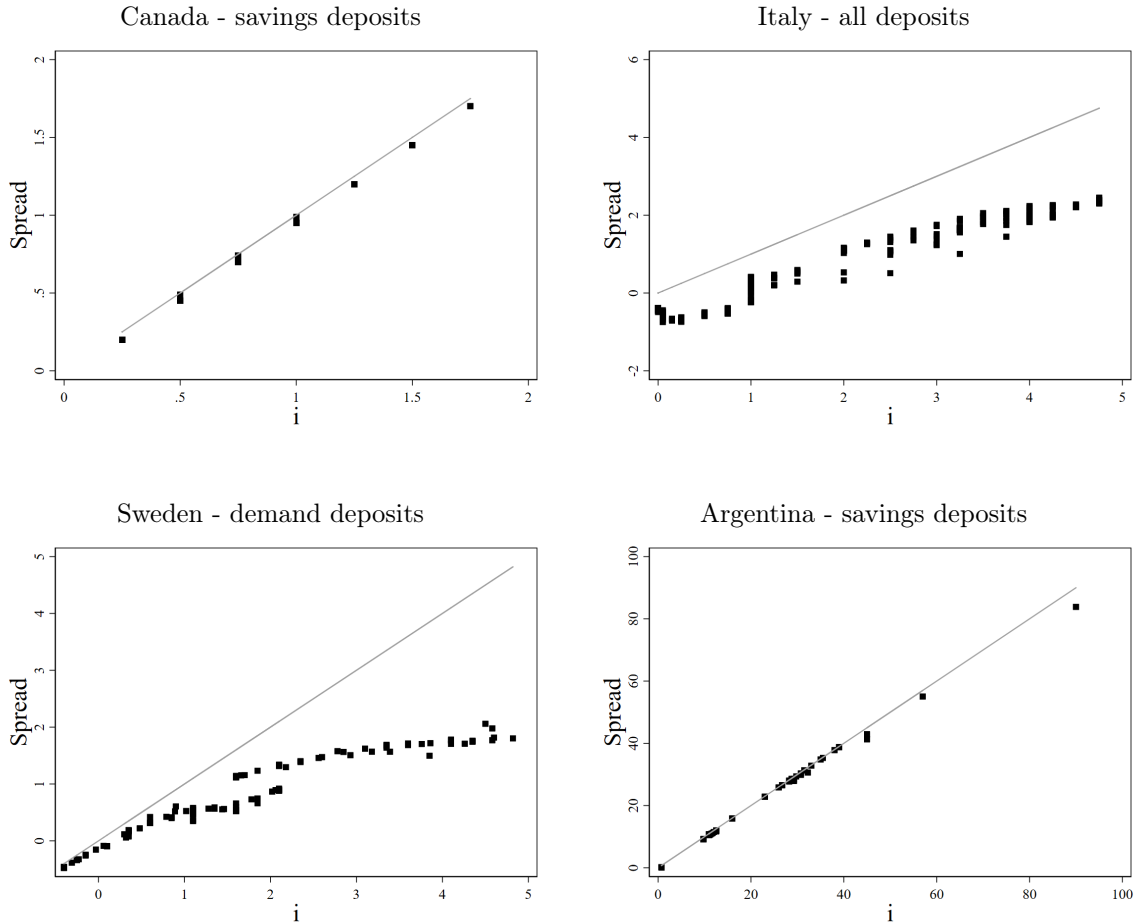 Canada - savings deposits
Spread
2
1.5
1
.5
0
0 .5 1 1.5 2
i
Italy - all deposits
Spread
6
4
2
0
-2
0 1 2 3 4 5
i
Sweden - demand deposits
Spread
5
4
3
2
1
0
0 1 2 3 4 5
i
Argentina - savings deposits
Spread
100
80
60
40
20
0
0 20 40 60 80 100
i